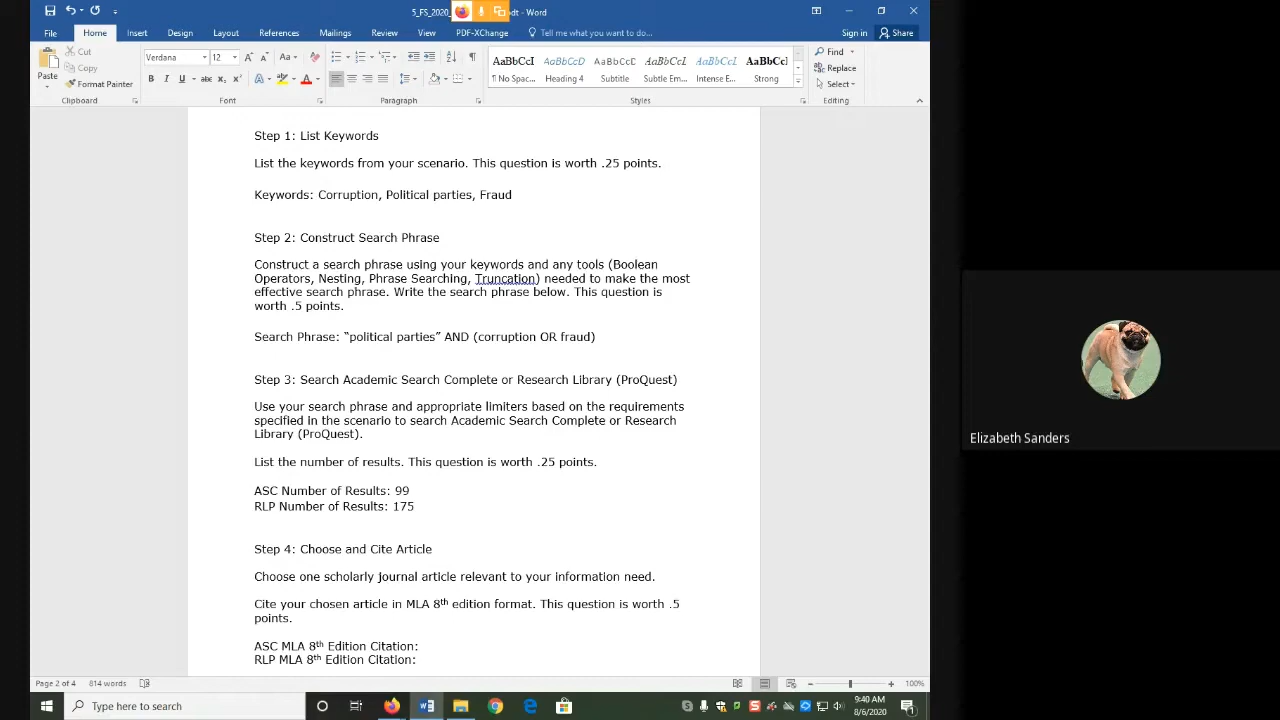 5_FS_2020_
dt - Word
File
Home
Insert
Design
Layout
References
Mailings
Review
View
PDF-XChange
Tell me what you want to do...
Sign in
Share
Paste
Cut
Copy
Format Painter
Clipboard
Verdana
12
Font
Paragraph
AaBbCcI
AaBbCcD
AaBbCcD
AaBbCcI
AaBbCcI
AaBbCcI
¶ No Spac...
Heading 4
Subtitle
Subtle Em...
Intense E...
Strong
Styles
Find
Replace
Select
Editing
Step 1: List Keywords
List the keywords from your scenario. This question is worth .25 points.
Keywords: Corruption, Political parties, Fraud
Step 2: Construct Search Phrase
Construct a search phrase using your keywords and any tools (Boolean
Operators, Nesting, Phrase Searching, Truncation) needed to make the most
effective search phrase. Write the search phrase below. This question is
worth .5 points.
Search Phrase: “political parties” AND (corruption OR fraud)
Step 3: Search Academic Search Complete or Research Library (ProQuest)
Use your search phrase and appropriate limiters based on the requirements
specified in the scenario to search Academic Search Complete or Research
Library (ProQuest).
List the number of results. This question is worth .25 points.
ASC Number of Results: 99
RLP Number of Results: 175
Step 4: Choose and Cite Article
Choose one scholarly journal article relevant to your information need.
Cite your chosen article in MLA 8th edition format. This question is worth .5
points.
ASC MLA 8th Edition Citation:
RLP MLA 8th Edition Citation:
Elizabeth Sanders
Page 2 of 4
814 words
100%
Type here to search
9:40 AM
8/6/2020